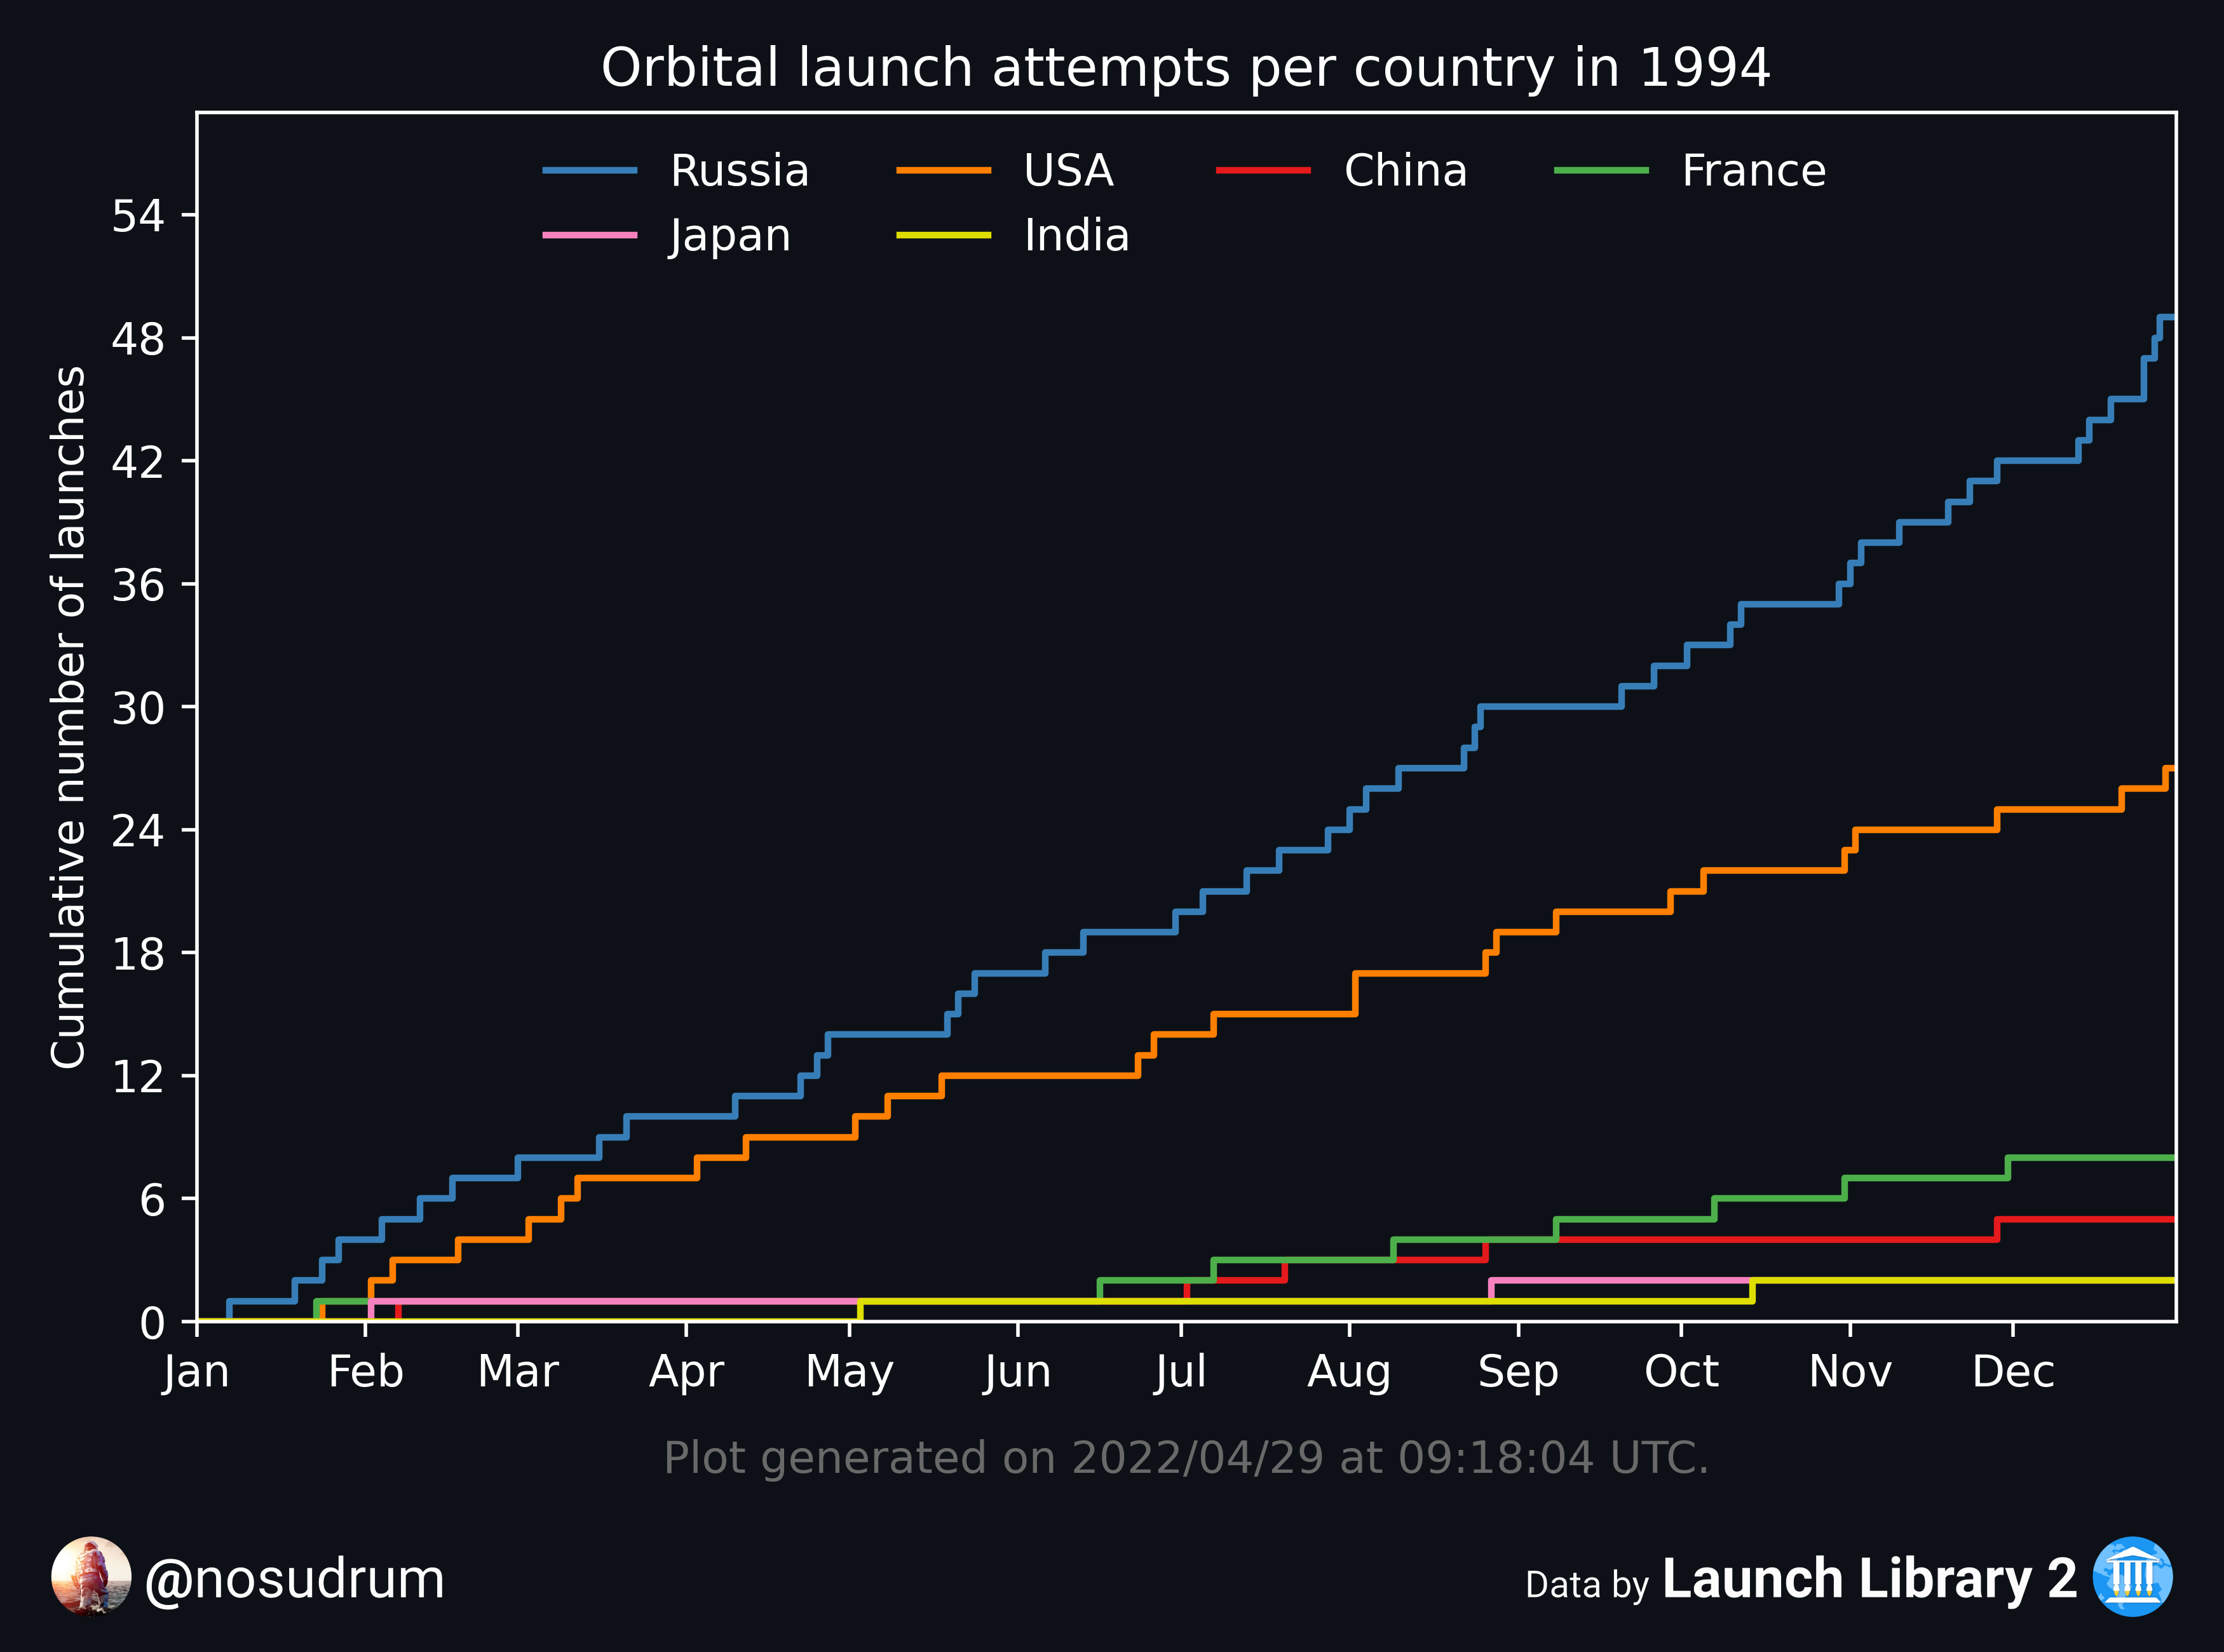 Orbital launch attempts per country in 1994
Russia USA China France
Japan India
Cumulative number of launches
54
48
42
36
30
24
18
12
6
0
Jan Feb Mar Apr May Jun Jul Aug Sep Oct Nov Dec
Plot generated on 2022/04/29 at 09:18:04 UTC.
@nosudrum
Data by Launch Library 2